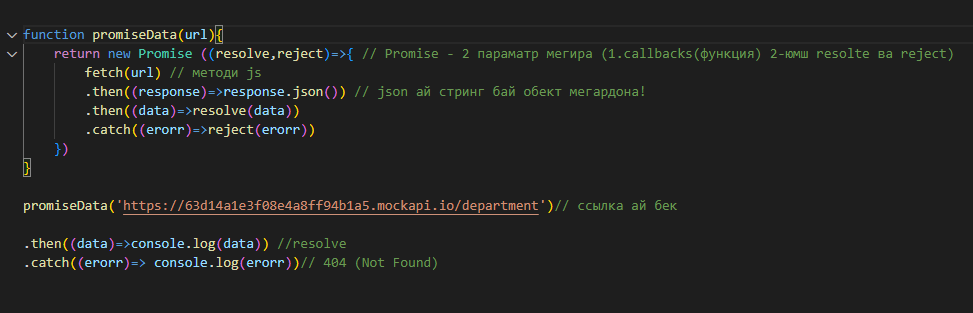 function promiseData(url){
return new Promise ((resolve,reject)=>{ // Promise - 2 параматр мегира (1.callbacks(функция) 2-юмш resolte ва reject)
fetch(url) // методи js
.then((response)=>response.json()) // json ай стринг бай обект мегардона!
.then((data)=>resolve(data))
.catch((erorr)=>reject(erorr))
})
}
promiseData('https://63d14a1e3f08e4a8ff94b1a5.mockapi.io/department')// ссылка ай бек
.then((data)=>console.log(data)) //resolve
.catch((erorr)=> console.log(erorr))// 404 (Not Found)